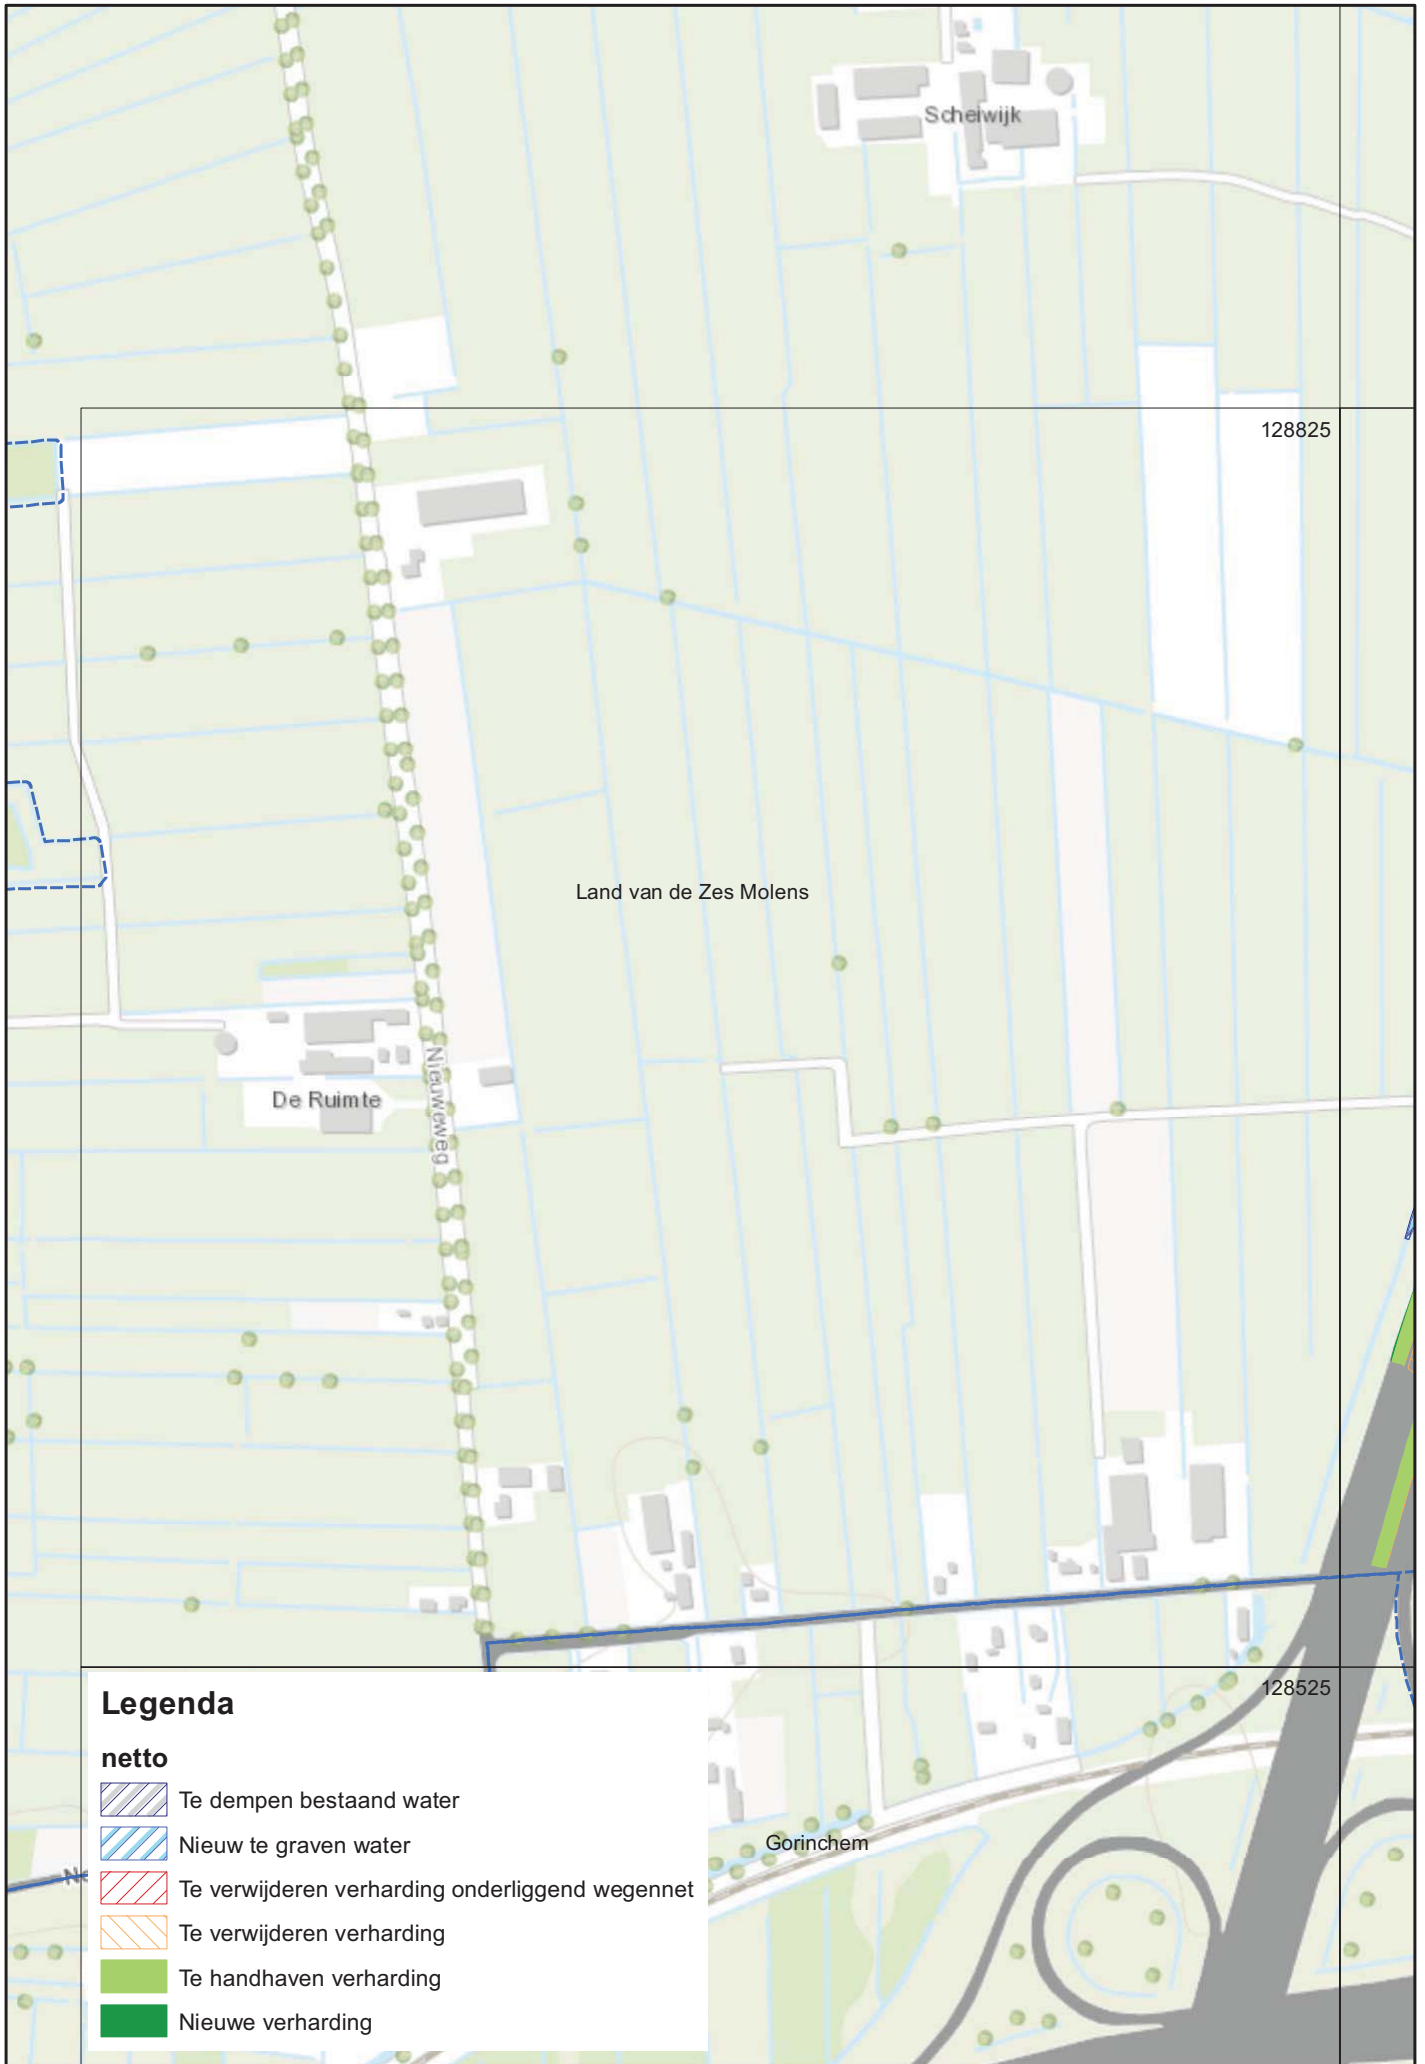 Scheiwijk
128825
Land van de Zes Molens
De Ruimte
Nieuweweg
128525
Legenda
netto
Te dempen bestaand water
Nieuw te graven water
Te verwijderen verharding onderliggend wegennet
Te verwijderen verharding
Te handhaven verharding
Nieuwe verharding
Gorinchem